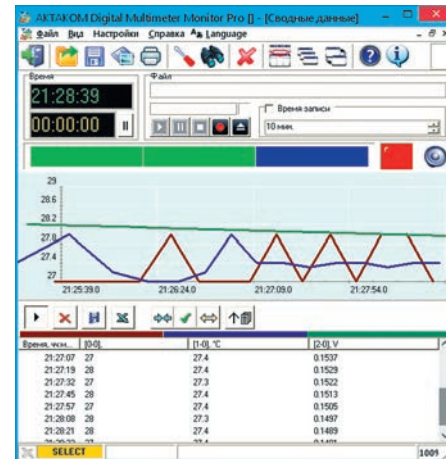 AKTAKOM Digital Multimeter Monitor Pro [] - [Сводные данные]
Файл Вид Настройки Справка Language
Время
Файл
21:28:39
00:00:00
Время записи
10 мин.
29
28.6
28.2
27.8
27.4
27
21:25:39.0 21:26:24.0 21:27:09.0 21:27:54.0
Время, [0-0], [1-0], °C [2-0], V
21:27:07 27 27.4 0.1537
21:27:19 28 27.4 0.1529
21:27:32 27 27.3 0.1522
21:27:45 28 27.4 0.1513
21:27:57 27 27.4 0.1505
21:28:08 28 27.3 0.1497
21:28:21 28 27.4 0.1489
SELECT 1009